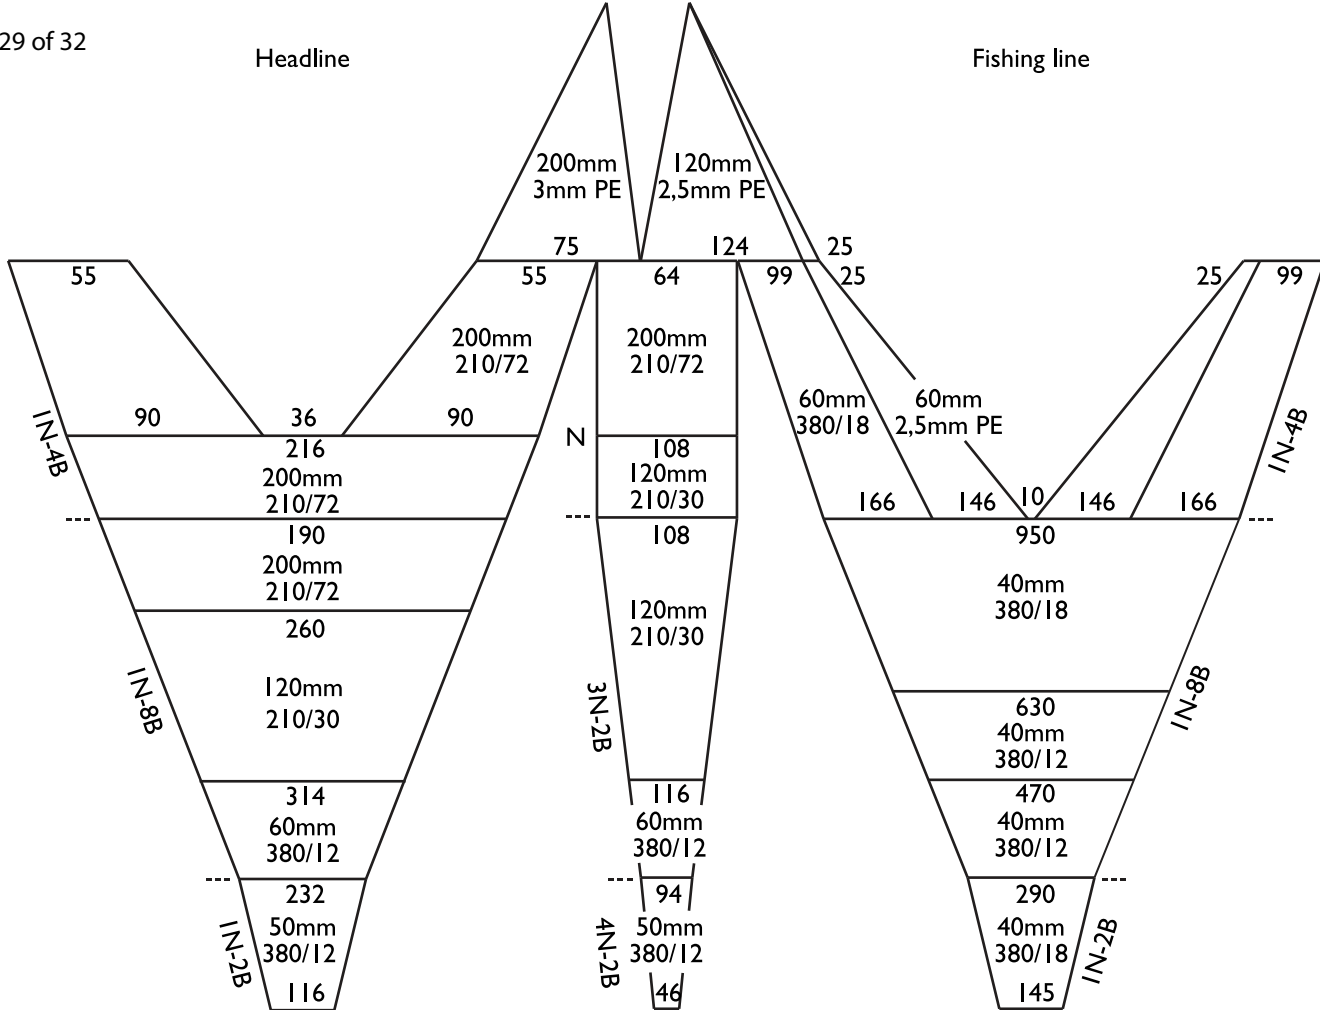 29 of 32
Headline
Fishing line
200mm
3mm PE
120mm
2,5mm PE
75
124
25
55
55
64
99
25
25
99
200mm
210/72
200mm
210/72
60mm
380/18
60mm
2,5mm PE
1N-4B
90
36
90
N
1N-4B
216
200mm
210/72
108
120mm
210/30
166
146
10
146
166
190
200mm
210/72
108
950
40mm
380/18
260
120mm
210/30
120mm
210/30
1N-8B
3N-2B
1N-8B
630
40mm
380/12
314
60mm
380/12
116
60mm
380/12
470
40mm
380/12
232
50mm
380/12
94
50mm
380/12
290
40mm
380/18
1N-2B
4N-2B
1N-2B
116
46
145